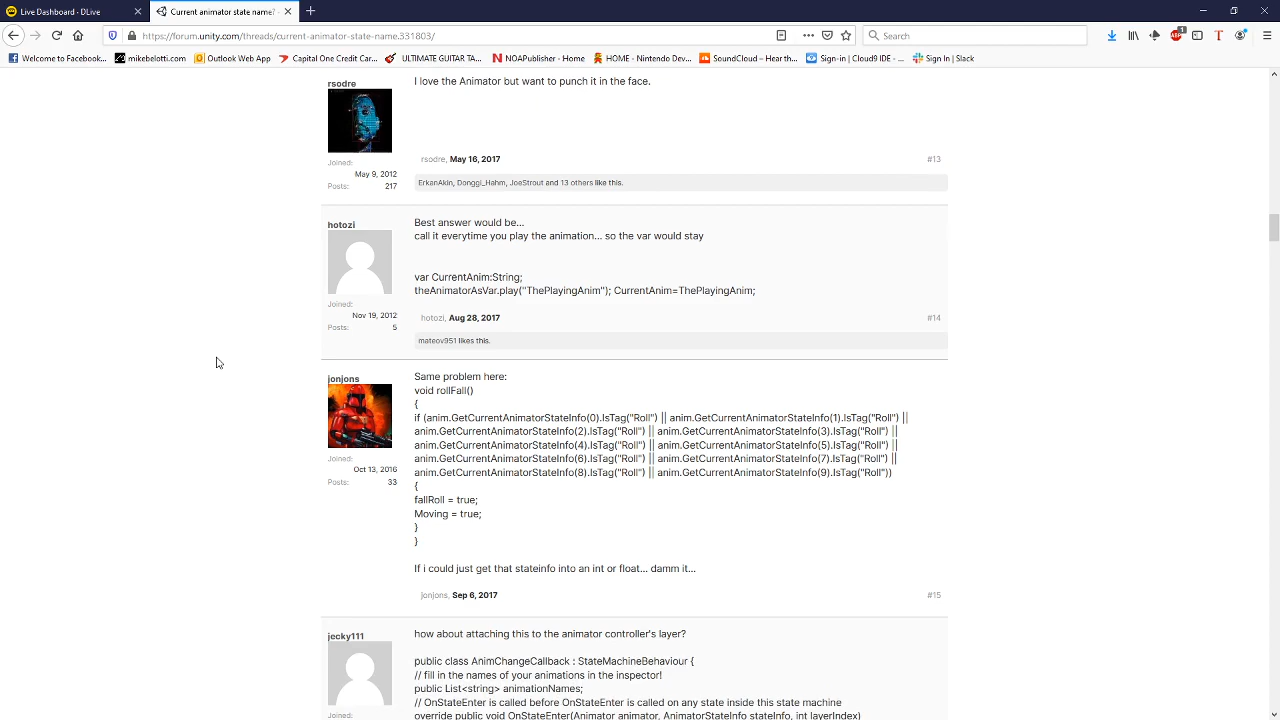 Live Dashboard - DLive
Current animator state name?
https://forum.unity.com/threads/current-animator-state-name.331803/
Search
1
Welcome to Facebook...
mikebelotti.com
Outlook Web App
Capital One Credit Car...
ULTIMATE GUITAR TA...
NOAPublisher - Home
HOME - Nintendo Dev...
SoundCloud – Hear th...
Sign-in | Cloud9 — ...
Sign In | Slack
rsodre
Joined:
May 9, 2012
Posts: 217
I love the Animator but want to punch it in the face.
rsodre, May 16, 2017 #13
ErkanAkin, Donggi_Hahm, JoeStrout and 13 others like this.
hotozi
Joined:
Nov 19, 2012
Posts: 5
Best answer would be...
call it everytime you play the animation... so the var would stay
var CurrentAnim:String;
theAnimatorAsVar.play("ThePlayingAnim"); CurrentAnim=ThePlayingAnim;
hotozi, Aug 28, 2017 #14
mateov951 likes this.
jonjons
Joined:
Oct 13, 2016
Posts: 33
Same problem here:
void rollFall()
{
if (anim.GetCurrentAnimatorStateInfo(0).IsTag("Roll") || anim.GetCurrentAnimatorStateInfo(1).IsTag("Roll") ||
anim.GetCurrentAnimatorStateInfo(2).IsTag("Roll") || anim.GetCurrentAnimatorStateInfo(3).IsTag("Roll") ||
anim.GetCurrentAnimatorStateInfo(4).IsTag("Roll") || anim.GetCurrentAnimatorStateInfo(5).IsTag("Roll") ||
anim.GetCurrentAnimatorStateInfo(6).IsTag("Roll") || anim.GetCurrentAnimatorStateInfo(7).IsTag("Roll") ||
anim.GetCurrentAnimatorStateInfo(8).IsTag("Roll") || anim.GetCurrentAnimatorStateInfo(9).IsTag("Roll"))
{
fallRoll = true;
Moving = true;
}
}
If i could just get that stateinfo into an int or float... damm it...
jonjons, Sep 6, 2017 #15
jecky111
Joined:
how about attaching this to the animator controller's layer?
public class AnimChangeCallback : StateMachineBehaviour {
// fill in the names of your animations in the inspector!
public List<string> animationNames;
// OnStateEnter is called before OnStateEnter is called on any state inside this state machine
override public void OnStateEnter(Animator animator, AnimatorStateInfo stateInfo, int layerIndex)